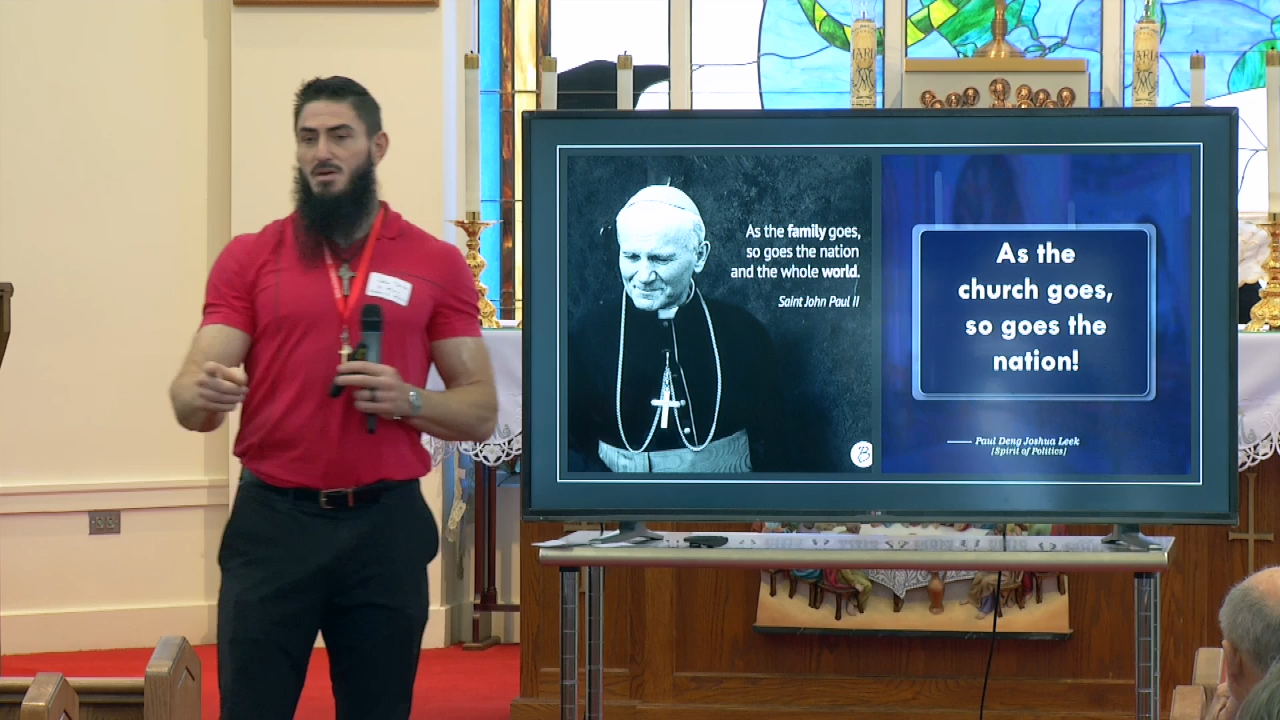 As the family goes,
so goes the nation
and the whole world.
Saint John Paul II
B
As the
church goes,
so goes the
nation!
Paul Deng Joshua Leek
[Spirit of Politics]